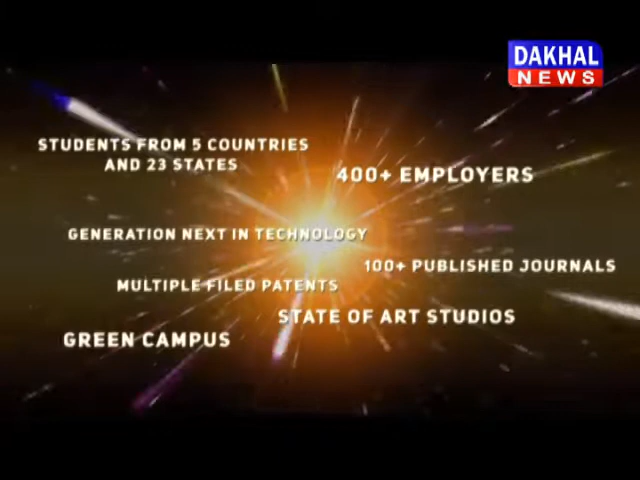 DAKHAL
NEWS
STUDENTS FROM 5 COUNTRIES
AND 23 STATES
400+ EMPLOYERS
GENERATION NEXT IN TECHNOLOGY
100+ PUBLISHED JOURNALS
MULTIPLE FILED PATENTS
STATE OF ART STUDIOS
GREEN CAMPUS